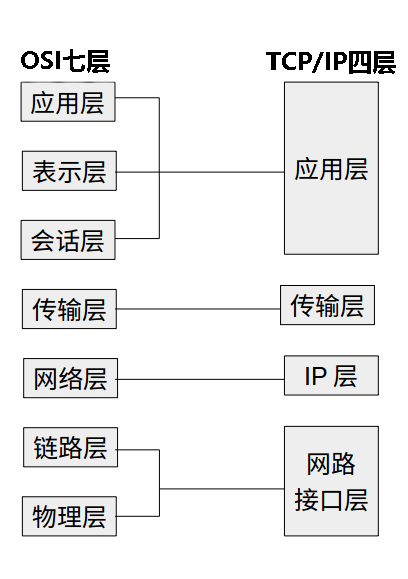 OSI七层
TCP/IP四层
应用层
表示层
会话层
传输层
网络层
链路层
物理层
应用层
传输层
IP 层
网路
接口层